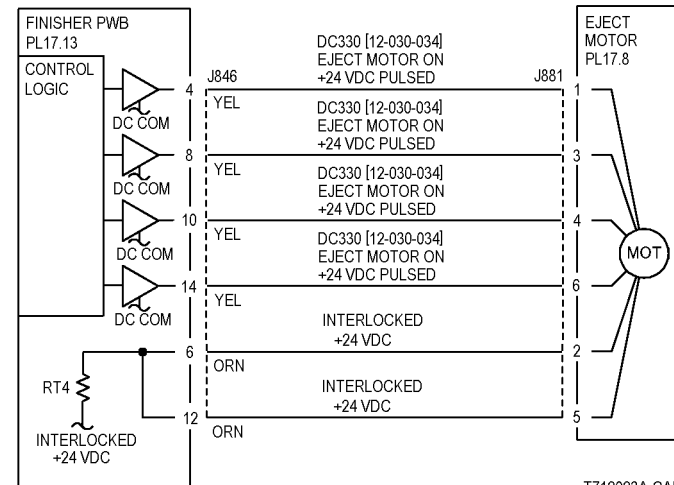 FINISHER PWB
PL17.13
CONTROL
LOGIC
DC330 [12-030-034]
EJECT MOTOR ON
+24 VDC PULSED
EJECT
MOTOR
PL17.8
J846
J881
4
YEL
1
DC COM
DC330 [12-030-034]
EJECT MOTOR ON
+24 VDC PULSED
8
YEL
3
DC COM
DC330 [12-030-034]
EJECT MOTOR ON
+24 VDC PULSED
10
YEL
4
DC COM
DC330 [12-030-034]
EJECT MOTOR ON
+24 VDC PULSED
MOT
14
YEL
6
DC COM
INTERLOCKED
+24 VDC
6
ORN
2
RT4
INTERLOCKED
+24 VDC
12
ORN
5
INTERLOCKED
+24 VDC